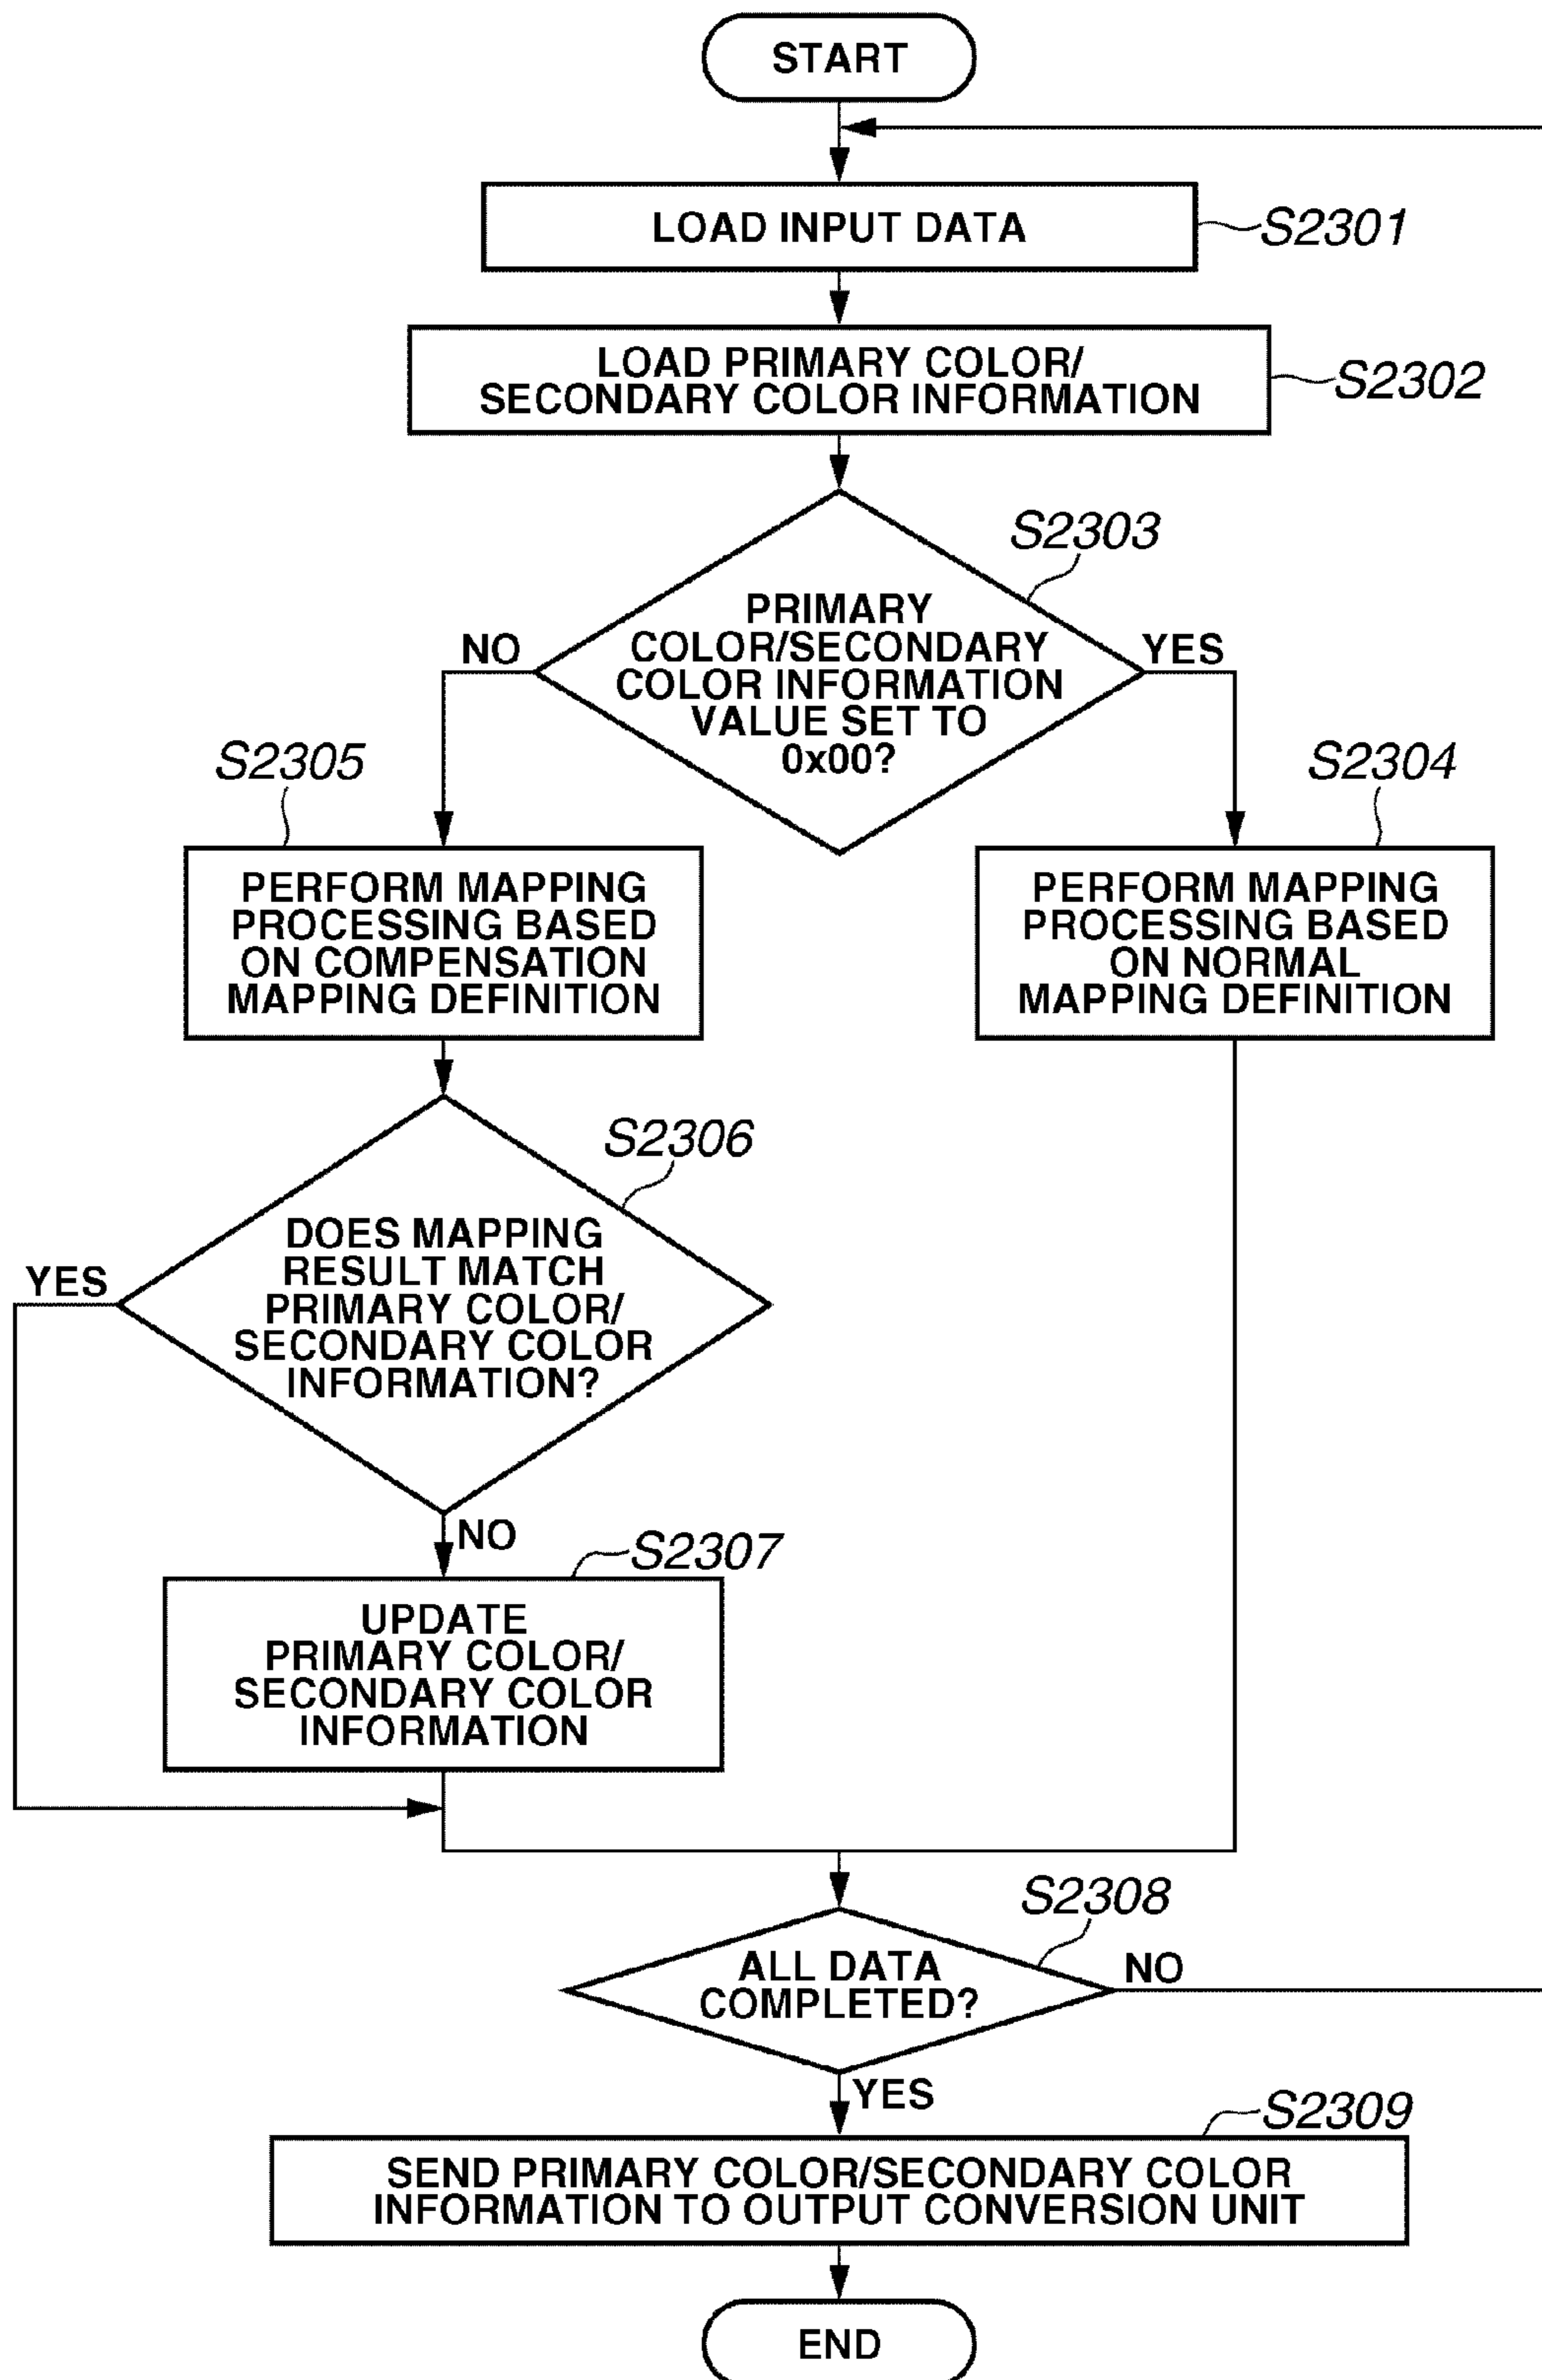 START
LOAD INPUT DATA
S2301
LOAD PRIMARY COLOR/
SECONDARY COLOR INFORMATION
S2302
S2303
PRIMARY
COLOR/SECONDARY
COLOR INFORMATION
VALUE SET TO
0x00?
NO
YES
S2305
S2304
PERFORM MAPPING
PROCESSING BASED
ON COMPENSATION
MAPPING DEFINITION
PERFORM MAPPING
PROCESSING BASED
ON NORMAL
MAPPING DEFINITION
S2306
DOES MAPPING
RESULT MATCH
PRIMARY COLOR/
SECONDARY COLOR
INFORMATION?
YES
NO
S2307
UPDATE
PRIMARY COLOR/
SECONDARY COLOR
INFORMATION
S2308
ALL DATA
COMPLETED?
NO
YES
S2309
SEND PRIMARY COLOR/SECONDARY COLOR
INFORMATION TO OUTPUT CONVERSION UNIT
END